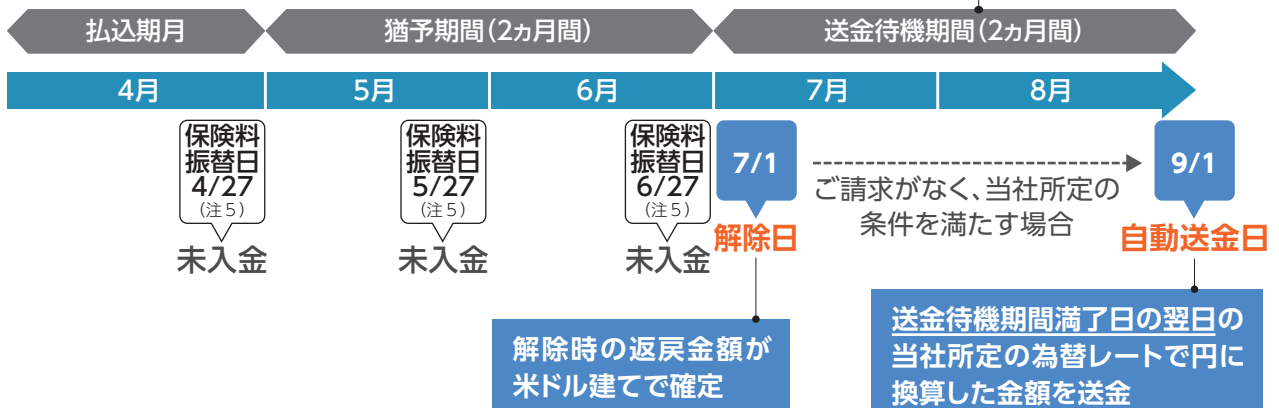 払込期月
猶予期間(2ヵ月間)
送金待機期間(2ヵ月間)
4月
5月
6月
7月
8月
保険料
振替日
4/27
(注5)
未入金
保険料
振替日
5/27
(注5)
未入金
保険料
振替日
6/27
(注5)
未入金
7/1
解除日
ご請求がなく、当社所定の
条件を満たす場合
9/1
自動送金日
解除時の返戻金額が
米ドル建てで確定
送金待機期間満了日の翌日の
当社所定の為替レートで円に
換算した金額を送金